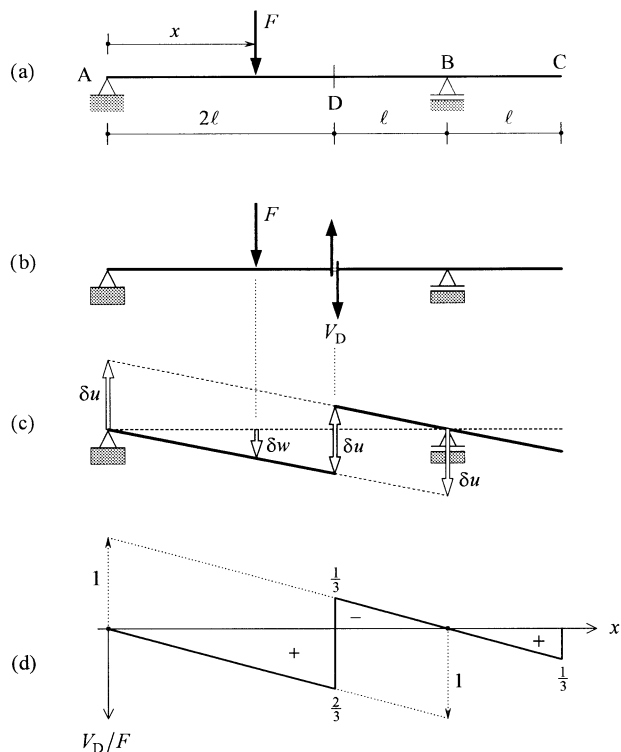 (a)
x
F
A
B
C
D
2ℓ
ℓ
ℓ
(b)
F
V_D
(c)
δu
δw
δu
δu
(d)
1
1/3
−
+
2/3
1
+
1/3
x
V_D/F